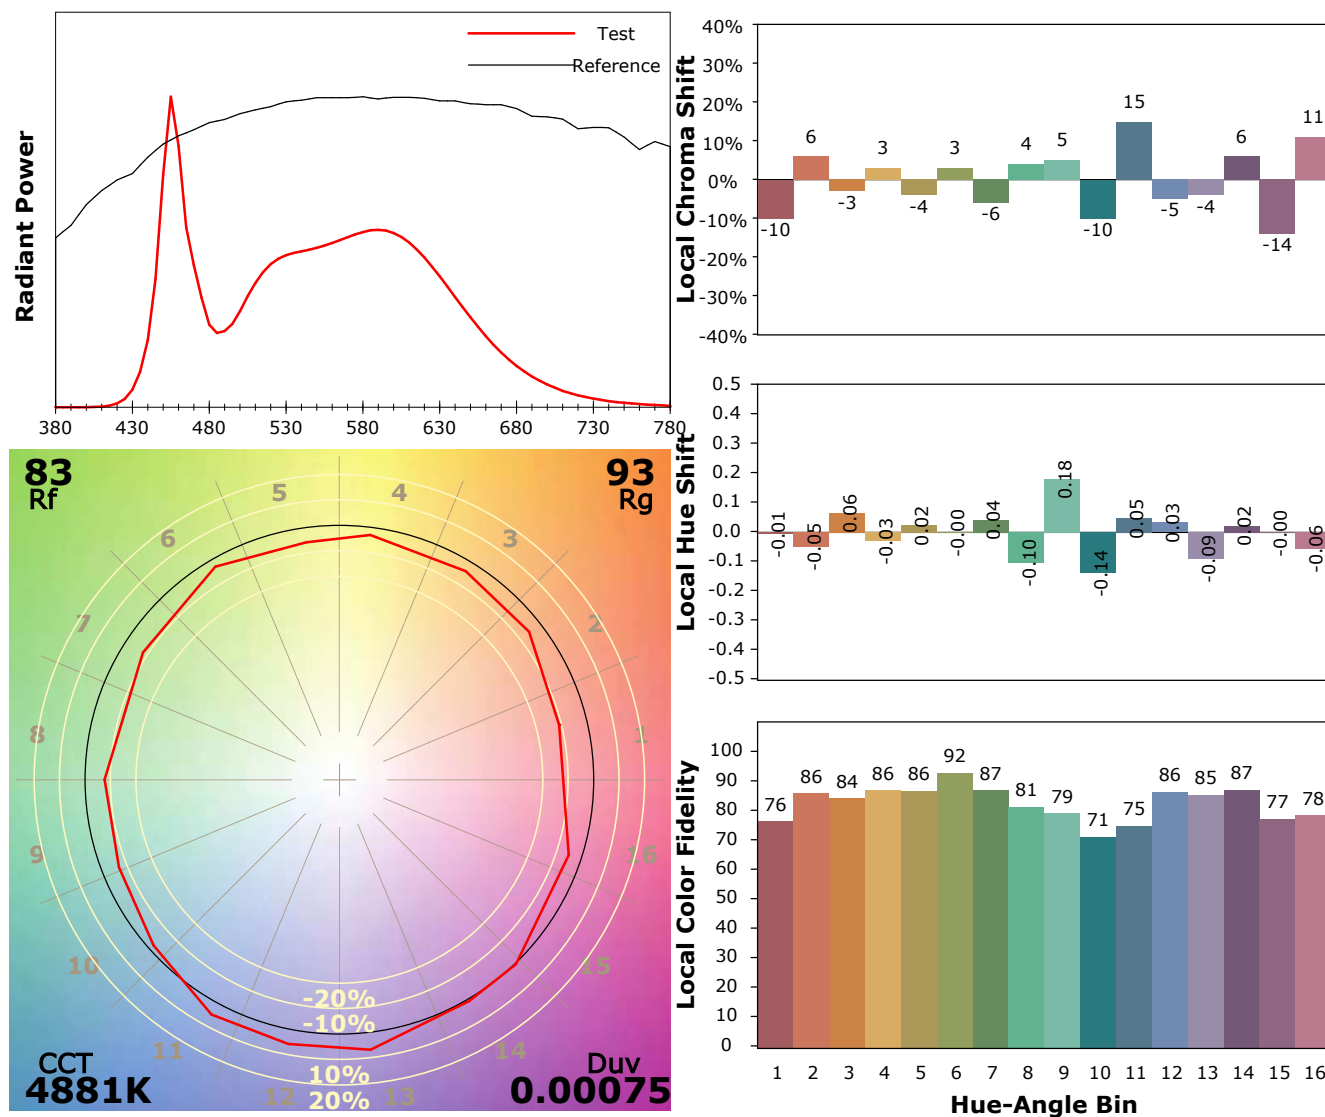 Test
Reference
Radiant Power
380 430 480 530 580 630 680 730 780
40%
30%
20%
10%
0%
-10%
-20%
-30%
-40%
Local Chroma Shift
-10 6 -3 3 -4 3 -6 4 5 -10 15 -5 -4 6 -14 11
0.5
0.4
0.3
0.2
0.1
0.0
-0.1
-0.2
-0.3
-0.4
-0.5
Local Hue Shift
-0.01 -0.05 0.06 -0.03 0.02 -0.00 0.04 -0.10 0.18 -0.14 0.05 0.03 -0.09 0.02 -0.00 -0.06
83
Rf
93
Rg
5 4
6 3
7 2
8 1
9 16
10 15
11 14
12 13
-20%
-10%
10%
20%
CCT
4881K
Duv
0.00075
100
90
80
70
60
50
40
30
20
10
0
Local Color Fidelity
76 86 84 86 86 92 87 81 79 71 75 86 85 87 77 78
1 2 3 4 5 6 7 8 9 10 11 12 13 14 15 16
Hue-Angle Bin